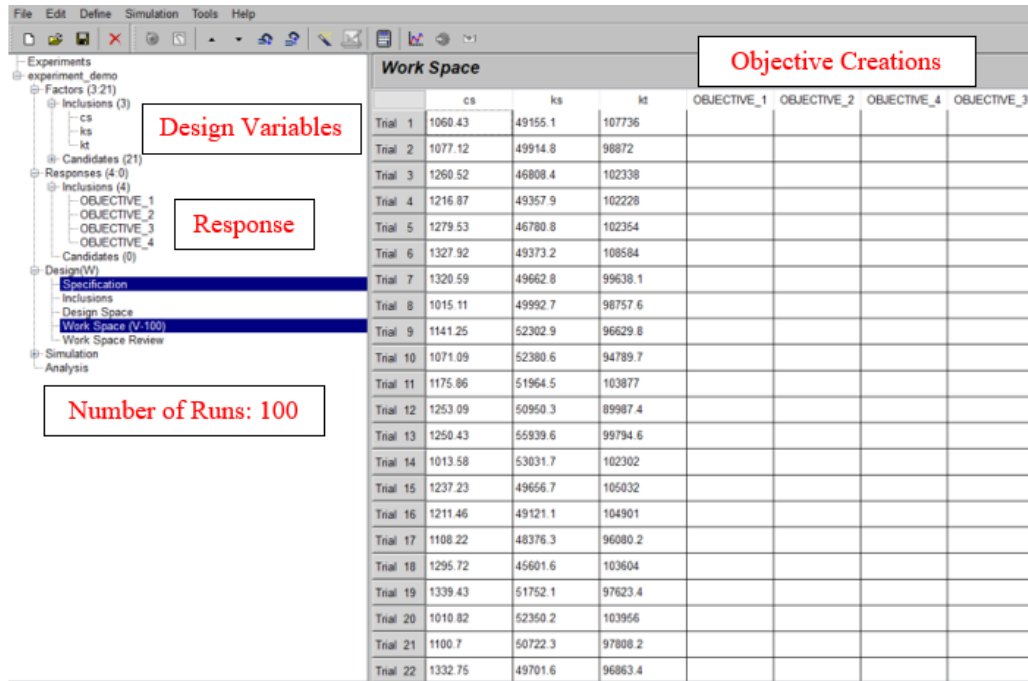 File Edit Define Simulation Tools Help
Experiments
experiment_demo
Factors (3:21)
Inclusions (3)
cs
ks
kt
Candidates (21)
Responses (4:0)
Inclusions (4)
OBJECTIVE_1
OBJECTIVE_2
OBJECTIVE_3
OBJECTIVE_4
Candidates (0)
Design(W)
Specification
Inclusions
Design Space
Work Space (V-100)
Work Space Review
Simulation
Analysis
Design Variables
Response
Number of Runs: 100
Work Space
Objective Creations
cs ks kt OBJECTIVE_1 OBJECTIVE_2 OBJECTIVE_4 OBJECTIVE_3
Trial 1 1060.43 49155.1 107736
Trial 2 1077.12 49914.8 98872
Trial 3 1260.52 46808.4 102338
Trial 4 1216.87 49357.9 102228
Trial 5 1279.53 46780.8 102354
Trial 6 1327.92 49373.2 108584
Trial 7 1320.59 49662.8 99638.1
Trial 8 1015.11 49992.7 98757.6
Trial 9 1141.25 52302.9 96629.8
Trial 10 1071.09 52380.6 94789.7
Trial 11 1175.86 51964.5 103877
Trial 12 1253.09 50950.3 89987.4
Trial 13 1250.43 55939.6 99794.6
Trial 14 1013.58 53031.7 102302
Trial 15 1237.23 49656.7 105032
Trial 16 1211.46 49121.1 104901
Trial 17 1108.22 48376.3 96080.2
Trial 18 1295.72 45601.6 103604
Trial 19 1339.43 51752.1 97623.4
Trial 20 1010.82 52350.2 103956
Trial 21 1100.7 50722.3 97808.2
Trial 22 1332.75 49701.6 96863.4